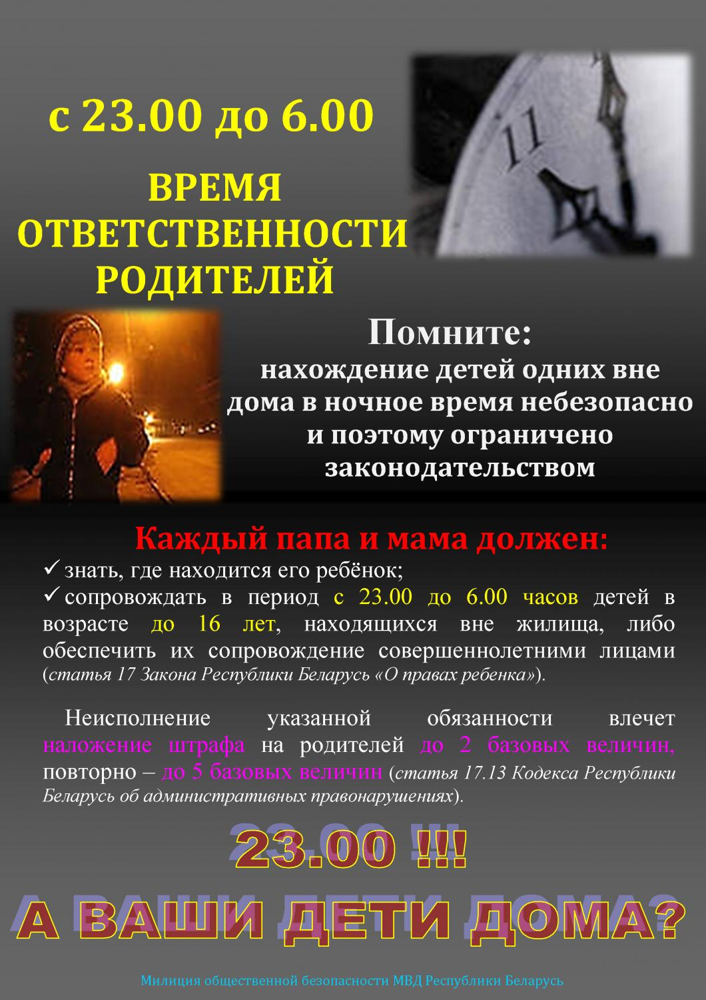 с 23.00 до 6.00
ВРЕМЯ
ОТВЕТСТВЕННОСТИ
РОДИТЕЛЕЙ
11
Помните:
нахождение детей одних вне
дома в ночное время небезопасно
и поэтому ограничено
законодательством
Каждый папа и мама должен:
✓ знать, где находится его ребёнок;
✓ сопровождать в период с 23.00 до 6.00 часов детей в
возрасте до 16 лет, находящихся вне жилища, либо
обеспечить их сопровождение совершеннолетними лицами
(статья 17 Закона Республики Беларусь «О правах ребенка»).
Неисполнение указанной обязанности влечет
наложение штрафа на родителей до 2 базовых величин,
повторно – до 5 базовых величин (статья 17.13 Кодекса Республики
Беларусь об административных правонарушениях).
23.00 !!!
А ВАШИ ДЕТИ ДОМА?
Милиция общественной безопасности МВД Республики Беларусь